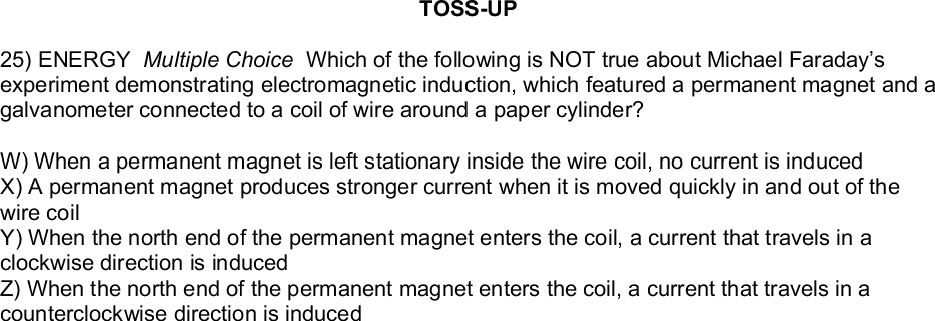 TOSS-UP
25) ENERGY Multiple Choice Which of the following is NOT true about Michael Faraday's
experiment demonstrating electromagnetic induction, which featured a permanent magnet and a
galvanometer connected to a coil of wire around a paper cylinder?
W) When a permanent magnet is left stationary inside the wire coil, no current is induced
X) A permanent magnet produces stronger current when it is moved quickly in and out of the
wire coil
Y) When the north end of the permanent magnet enters the coil, a current that travels in a
clockwise direction is induced
Z) When the north end of the permanent magnet enters the coil, a current that travels in a
counterclockwise direction is induced